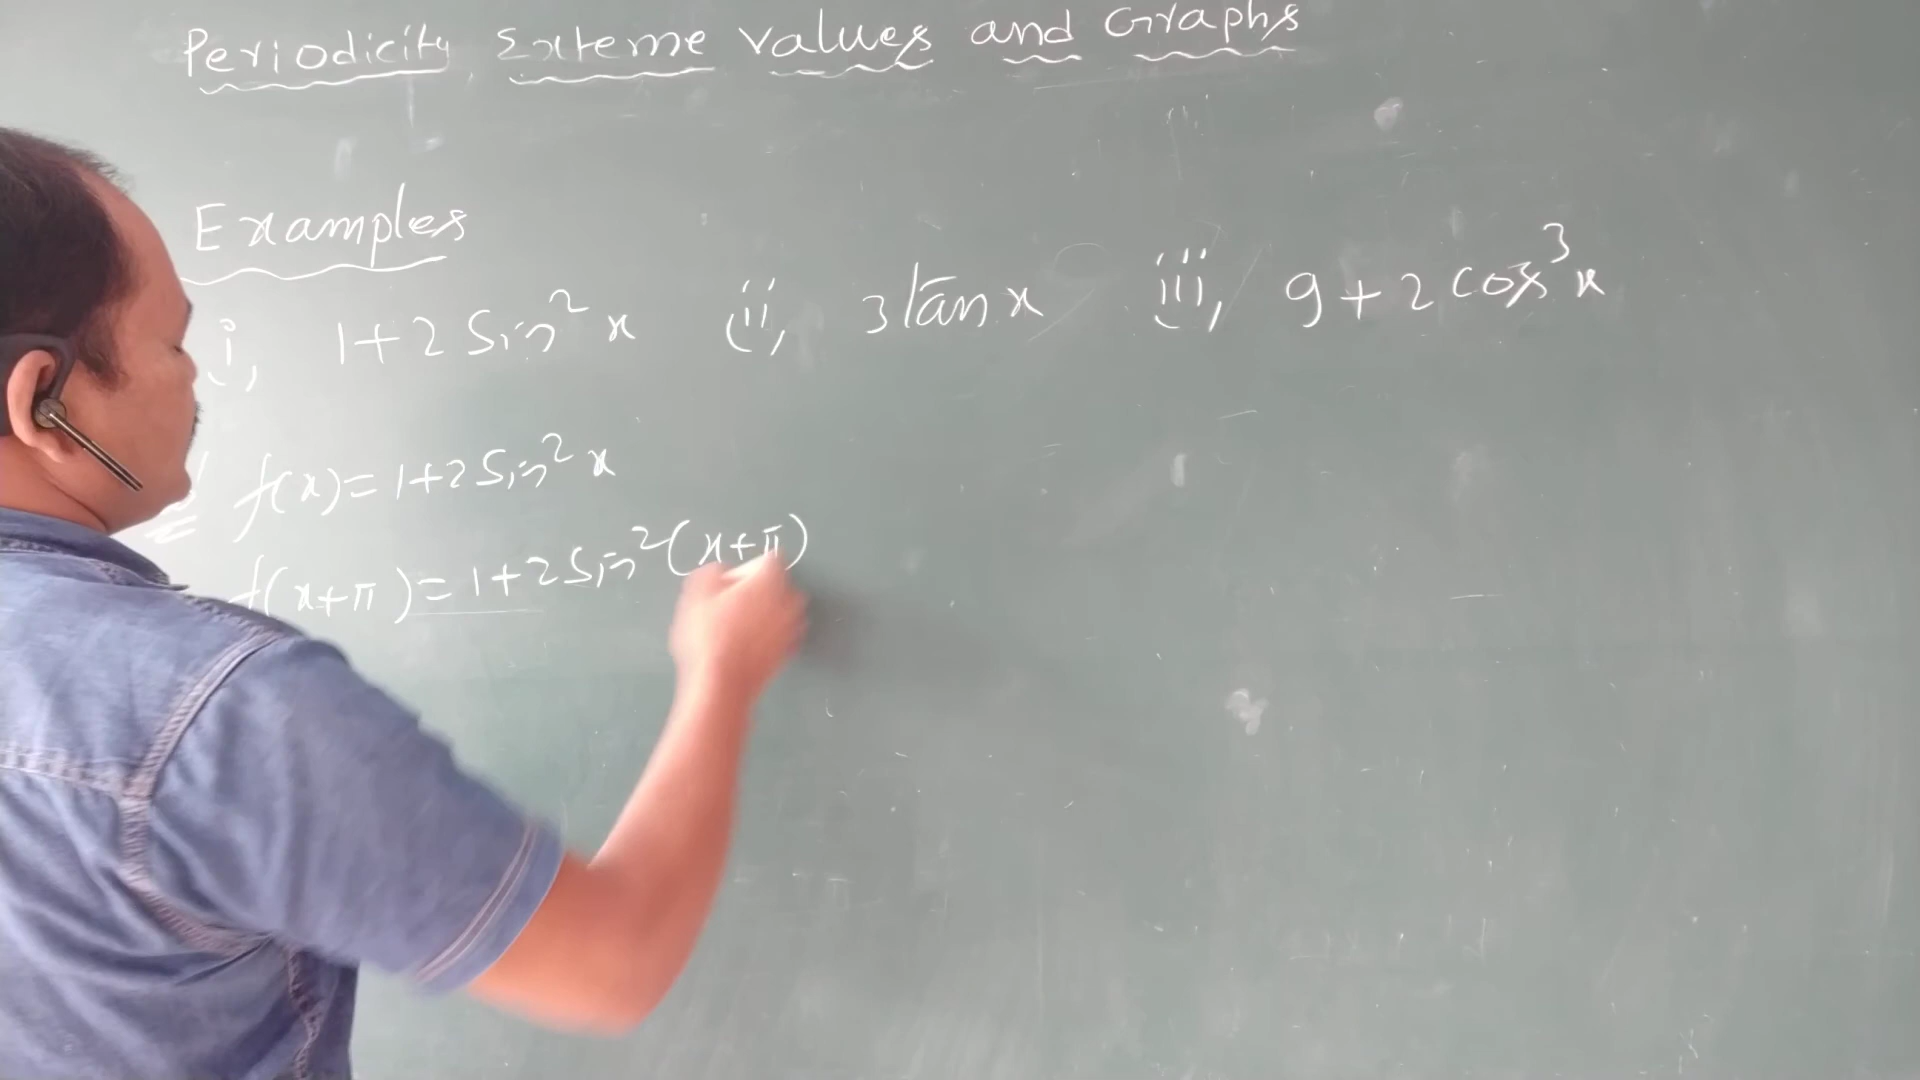 Periodicity, Exteme Values and Graphs
Examples
i, 1+2 Sin² x (ii, 3 tan x (iii, 9+2 cos³ x
f(x) = 1+2 Sin² x
f(x+π) = 1+2 Sin² (x+π)